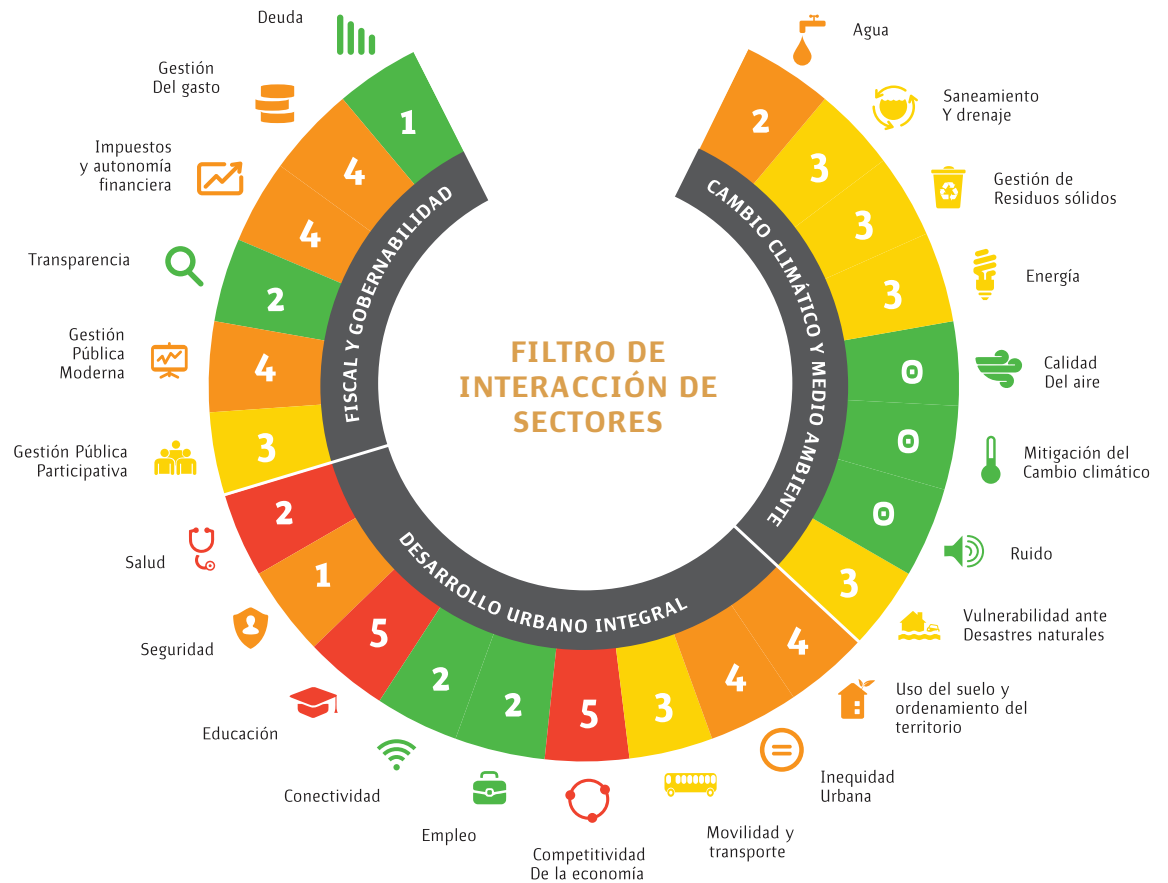 FILTRO DE
INTERACCIÓN DE
SECTORES
FISCAL Y GOBERNABILIDAD
Deuda
1
Gestión
Del gasto
4
Impuestos
y autonomía
financiera
4
Transparencia
2
Gestión
Pública
Moderna
4
Gestión Pública
Participativa
3
DESARROLLO URBANO INTEGRAL
Salud
2
Seguridad
1
Educación
5
Conectividad
2
Empleo
2
Competitividad
De la economía
5
Movilidad y
transporte
3
Inequidad
Urbana
4
Uso del suelo y
ordenamiento del
territorio
4
CAMBIO CLIMÁTICO Y MEDIO AMBIENTE
Agua
2
Saneamiento
Y drenaje
3
Gestión de
Residuos sólidos
3
Energía
3
Calidad
Del aire
0
Mitigación del
Cambio climático
0
Ruido
0
Vulnerabilidad ante
Desastres naturales
3